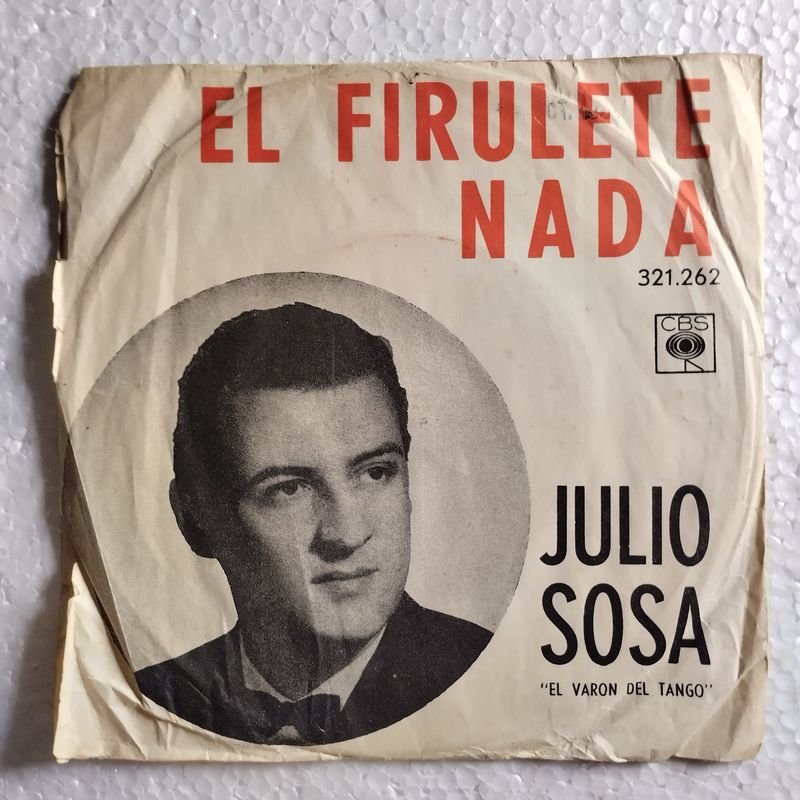 EL FIRULETE
NADA
321.262
CBS
JULIO
SOSA
"EL VARON DEL TANGO"